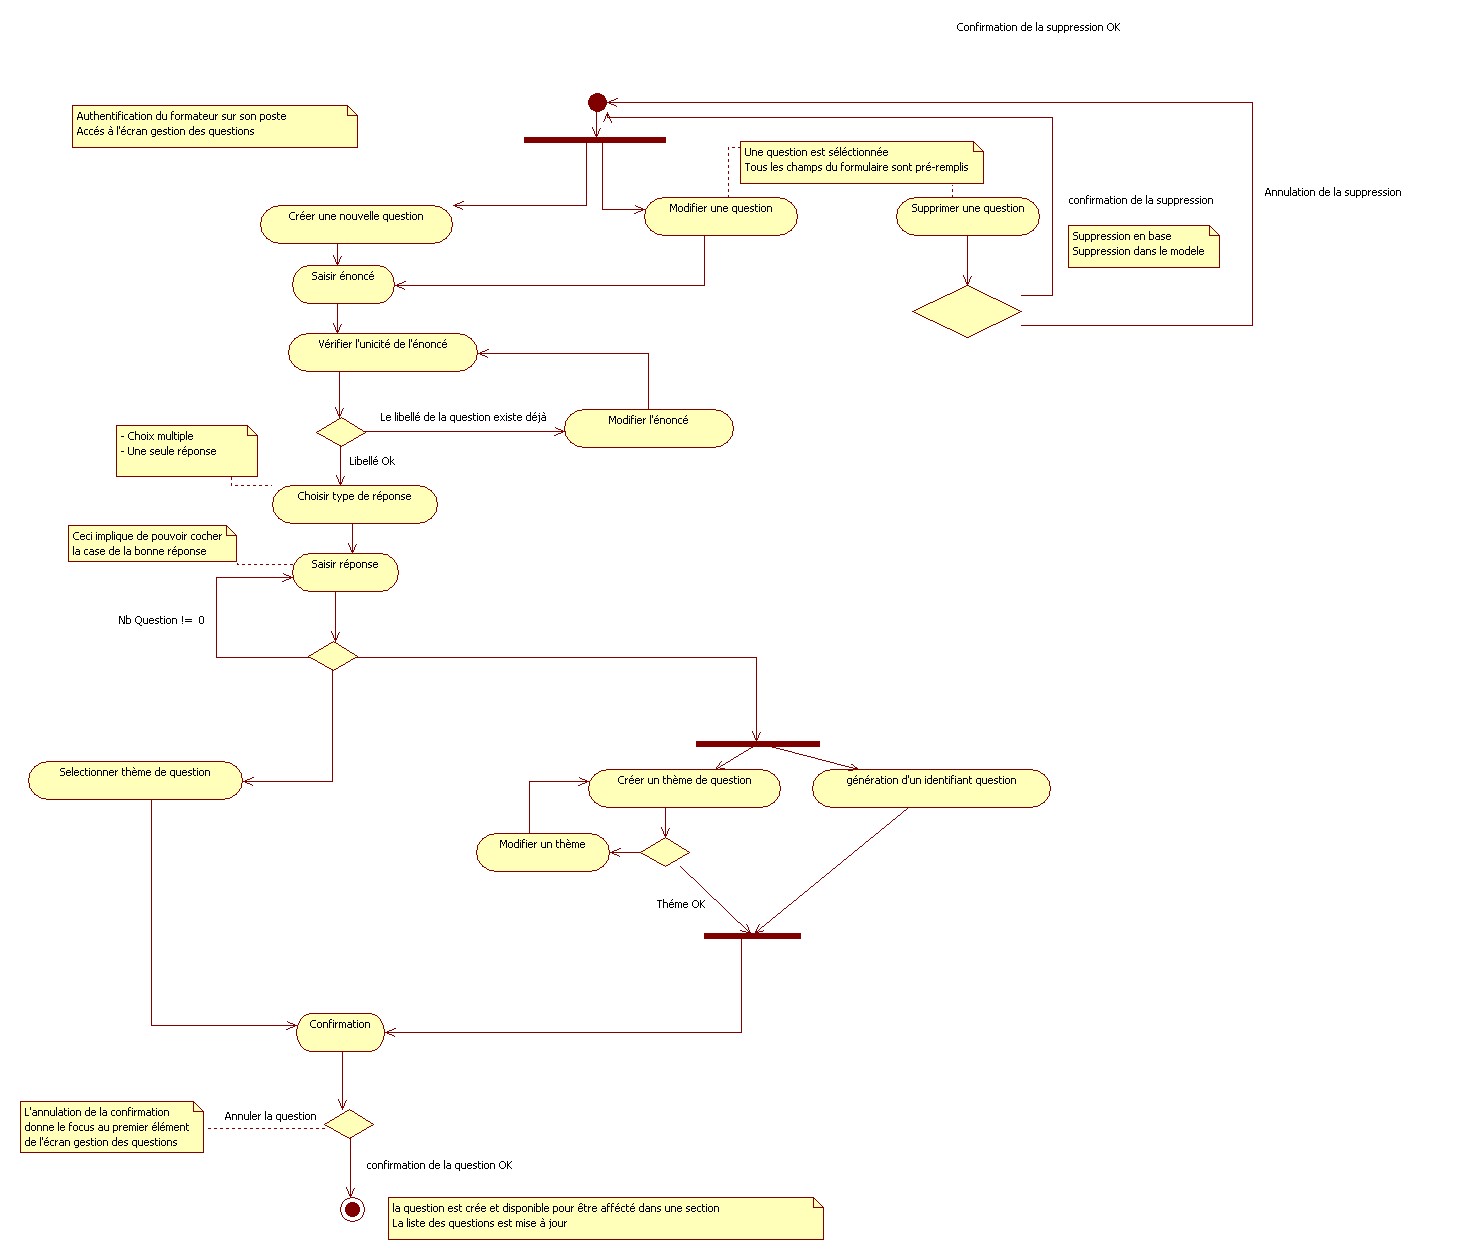 Confirmation de la suppression OK
Authentification du formateur sur son poste
Accés à l'écran gestion des questions
Une question est séléctionnée
Tous les champs du formulaire sont pré-remplis
Annulation de la suppression
confirmation de la suppression
Créer une nouvelle question
Modifier une question
Supprimer une question
Suppression en base
Suppression dans le modele
Saisir énoncé
Vérifier l'unicité de l'énoncé
Le libellé de la question existe déjà
Modifier l'énoncé
- Choix multiple
- Une seule réponse
Libellé Ok
Choisir type de réponse
Ceci implique de pouvoir cocher
la case de la bonne réponse
Saisir réponse
Nb Question != 0
Selectionner thème de question
Créer un thème de question
génération d'un identifiant question
Modifier un thème
Théme OK
Confirmation
L'annulation de la confirmation
donne le focus au premier élément
de l'écran gestion des questions
Annuler la question
confirmation de la question OK
la question est crée et disponible pour être affécté dans une section
La liste des questions est mise à jour